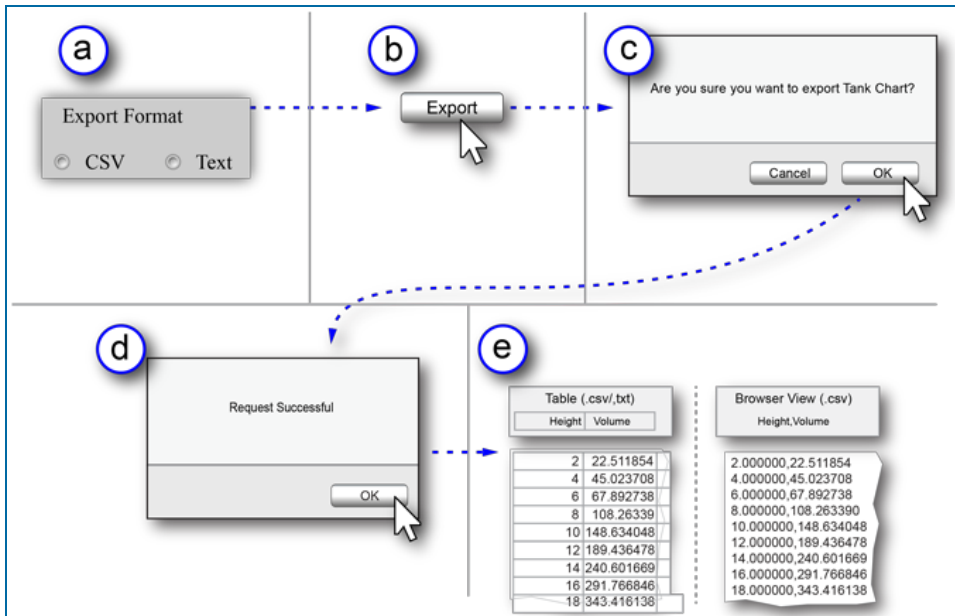 a
Export Format
CSV Text
b
Export
c
Are you sure you want to export Tank Chart?
Cancel OK
d
Request Successful
OK
e
Table (.csv/,txt)
Height Volume
2 22.511854
4 45.023708
6 67.892738
8 108.26339
10 148.634048
12 189.436478
14 240.601669
16 291.766846
18 343.416138
Browser View (.csv)
Height,Volume
2.000000,22.511854
4.000000,45.023708
6.000000,67.892738
8.000000,108.263390
10.000000,148.634048
12.000000,189.436478
14.000000,240.601669
16.000000,291.766846
18.000000,343.416138